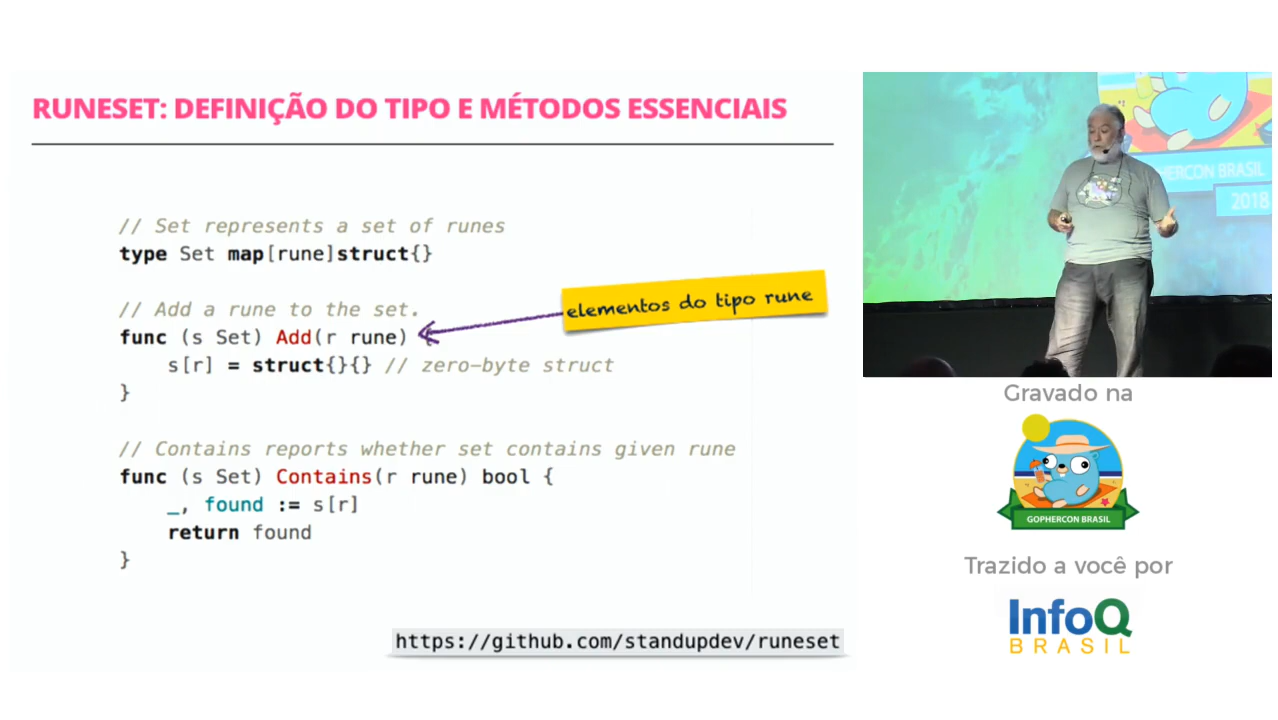 RUNESET: DEFINIÇÃO DO TIPO E MÉTODOS ESSENCIAIS
// Set represents a set of runes
type Set map[rune]struct{}
// Add a rune to the set.
func (s Set) Add(r rune)
elementos do tipo rune
s[r] = struct{}{} // zero-byte struct
}
// Contains reports whether set contains given rune
func (s Set) Contains(r rune) bool {
_, found := s[r]
return found
}
https://github.com/standupdev/runeset
HERCON BRASIL
2018
Gravado na
GOPHERCON BRASIL
Trazido a você por
InfoQ
BRASIL